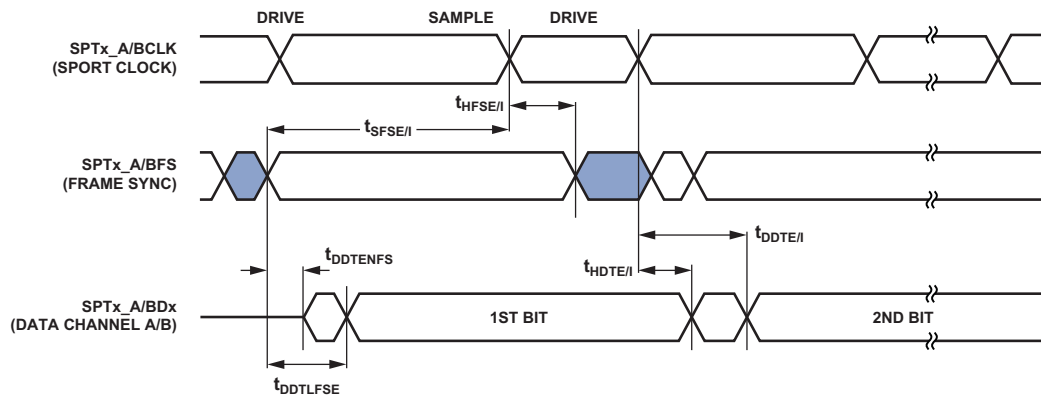 DRIVE SAMPLE DRIVE
SPTx_A/BCLK
(SPORT CLOCK)
tHFSE/I
tSFSE/I
SPTx_A/BFS
(FRAME SYNC)
tDDTE/I
tDDTENFS
tHDTE/I
SPTx_A/BDx
(DATA CHANNEL A/B)
1ST BIT 2ND BIT
tDDTLFSE